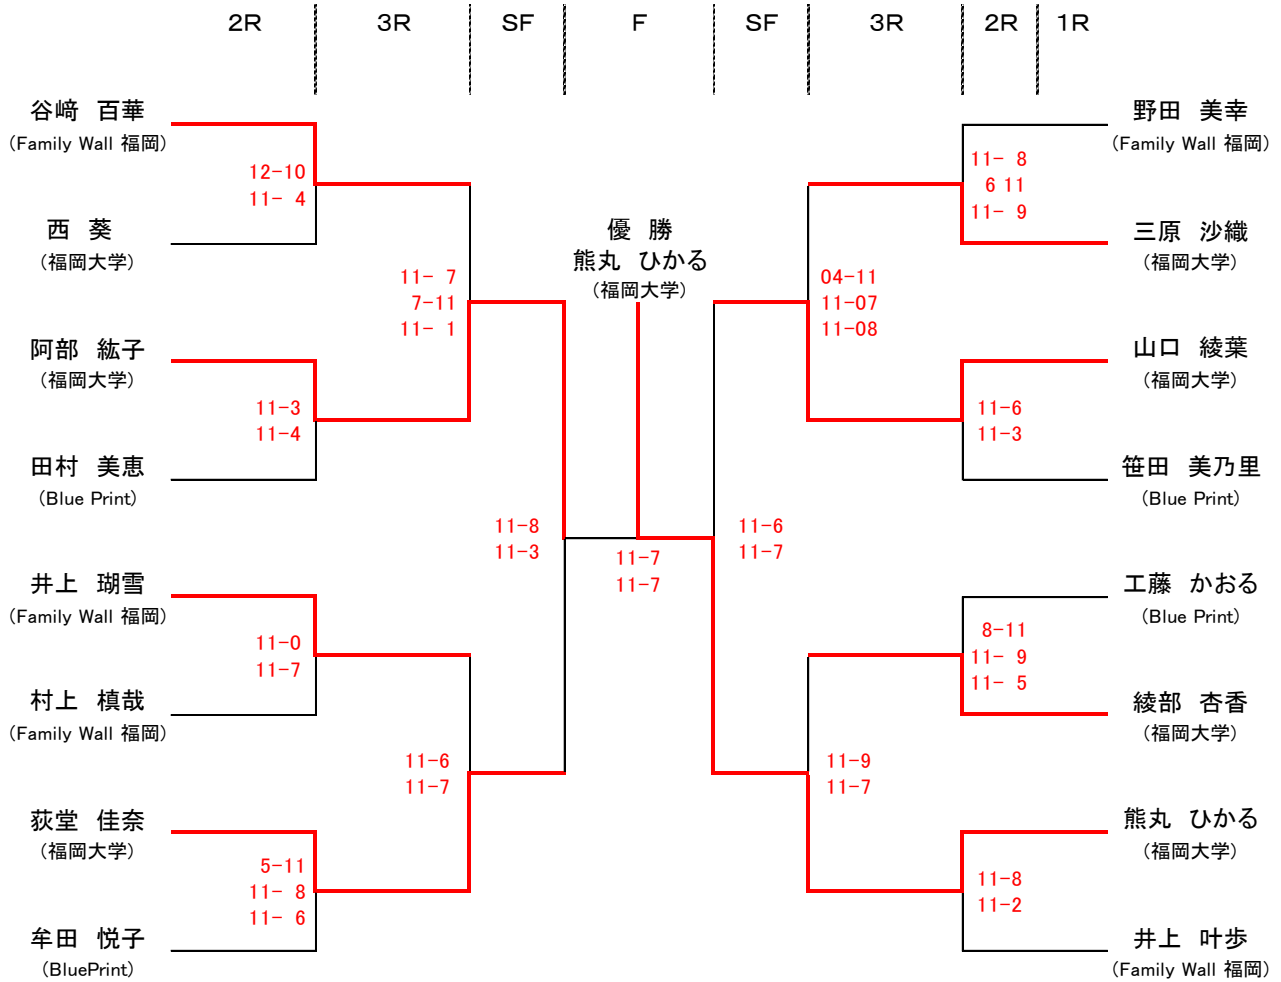 2R 3R SF F SF 3R 2R 1R
谷﨑 百華
(Family Wall 福岡)
12-10
11- 4
西 葵
(福岡大学)
11- 7
7-11
11- 1
阿部 紘子
(福岡大学)
11-3
11-4
田村 美恵
(Blue Print)
11-8
11-3
井上 瑚雪
(Family Wall 福岡)
11-0
11-7
村上 槙哉
(Family Wall 福岡)
11-6
11-7
荻堂 佳奈
(福岡大学)
5-11
11- 8
11- 6
牟田 悦子
(BluePrint)
優 勝
熊丸 ひかる
(福岡大学)
11-7
11-7
野田 美幸
(Family Wall 福岡)
11- 8
6 11
11- 9
三原 沙織
(福岡大学)
04-11
11-07
11-08
山口 綾葉
(福岡大学)
11-6
11-3
笹田 美乃里
(Blue Print)
11-6
11-7
工藤 かおる
(Blue Print)
8-11
11- 9
11- 5
綾部 杏香
(福岡大学)
11-9
11-7
熊丸 ひかる
(福岡大学)
11-8
11-2
井上 叶歩
(Family Wall 福岡)